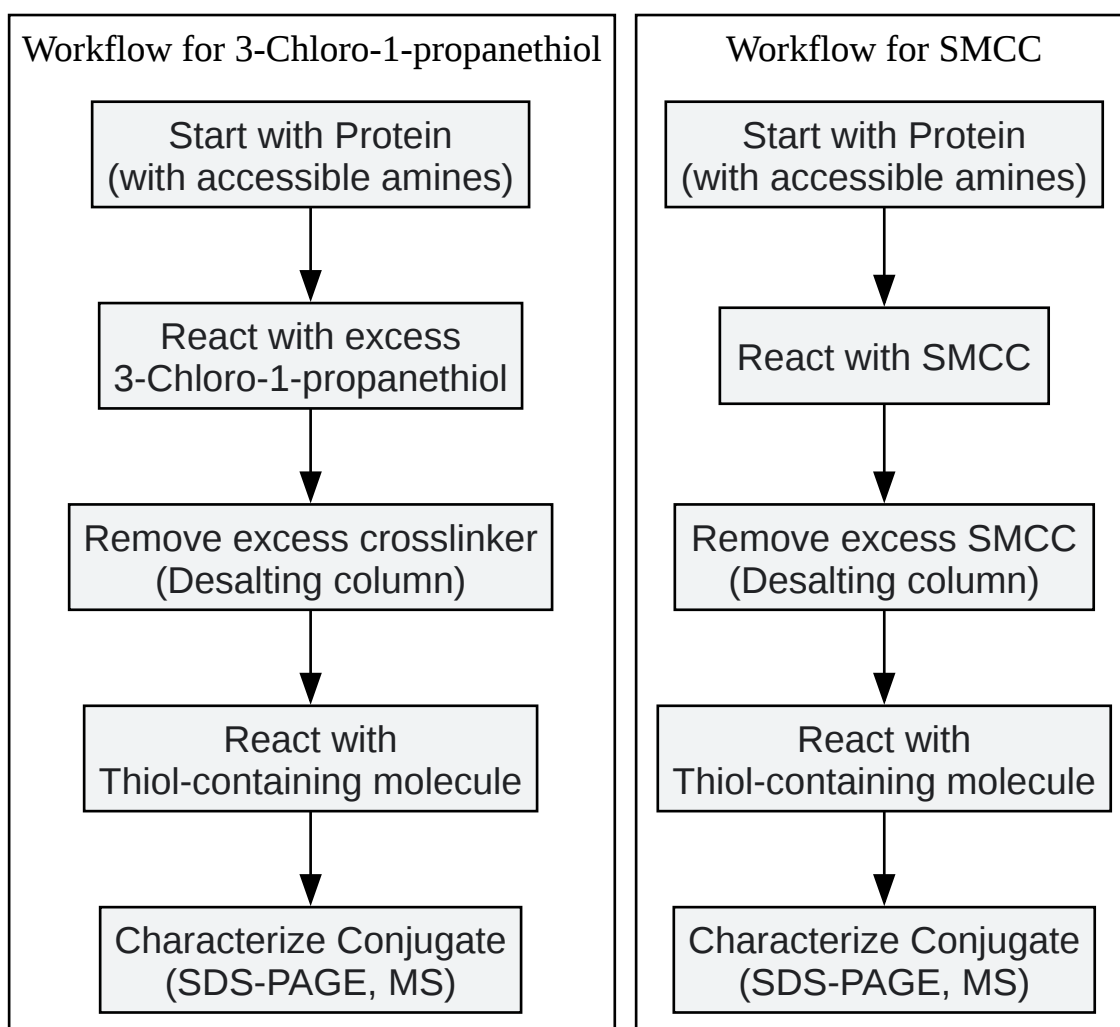 Workflow for 3-Chloro-1-propanethiol
Start with Protein
(with accessible amines)
React with excess
3-Chloro-1-propanethiol
Remove excess crosslinker
(Desalting column)
React with
Thiol-containing molecule
Characterize Conjugate
(SDS-PAGE, MS)
Workflow for SMCC
Start with Protein
(with accessible amines)
React with SMCC
Remove excess SMCC
(Desalting column)
React with
Thiol-containing molecule
Characterize Conjugate
(SDS-PAGE, MS)